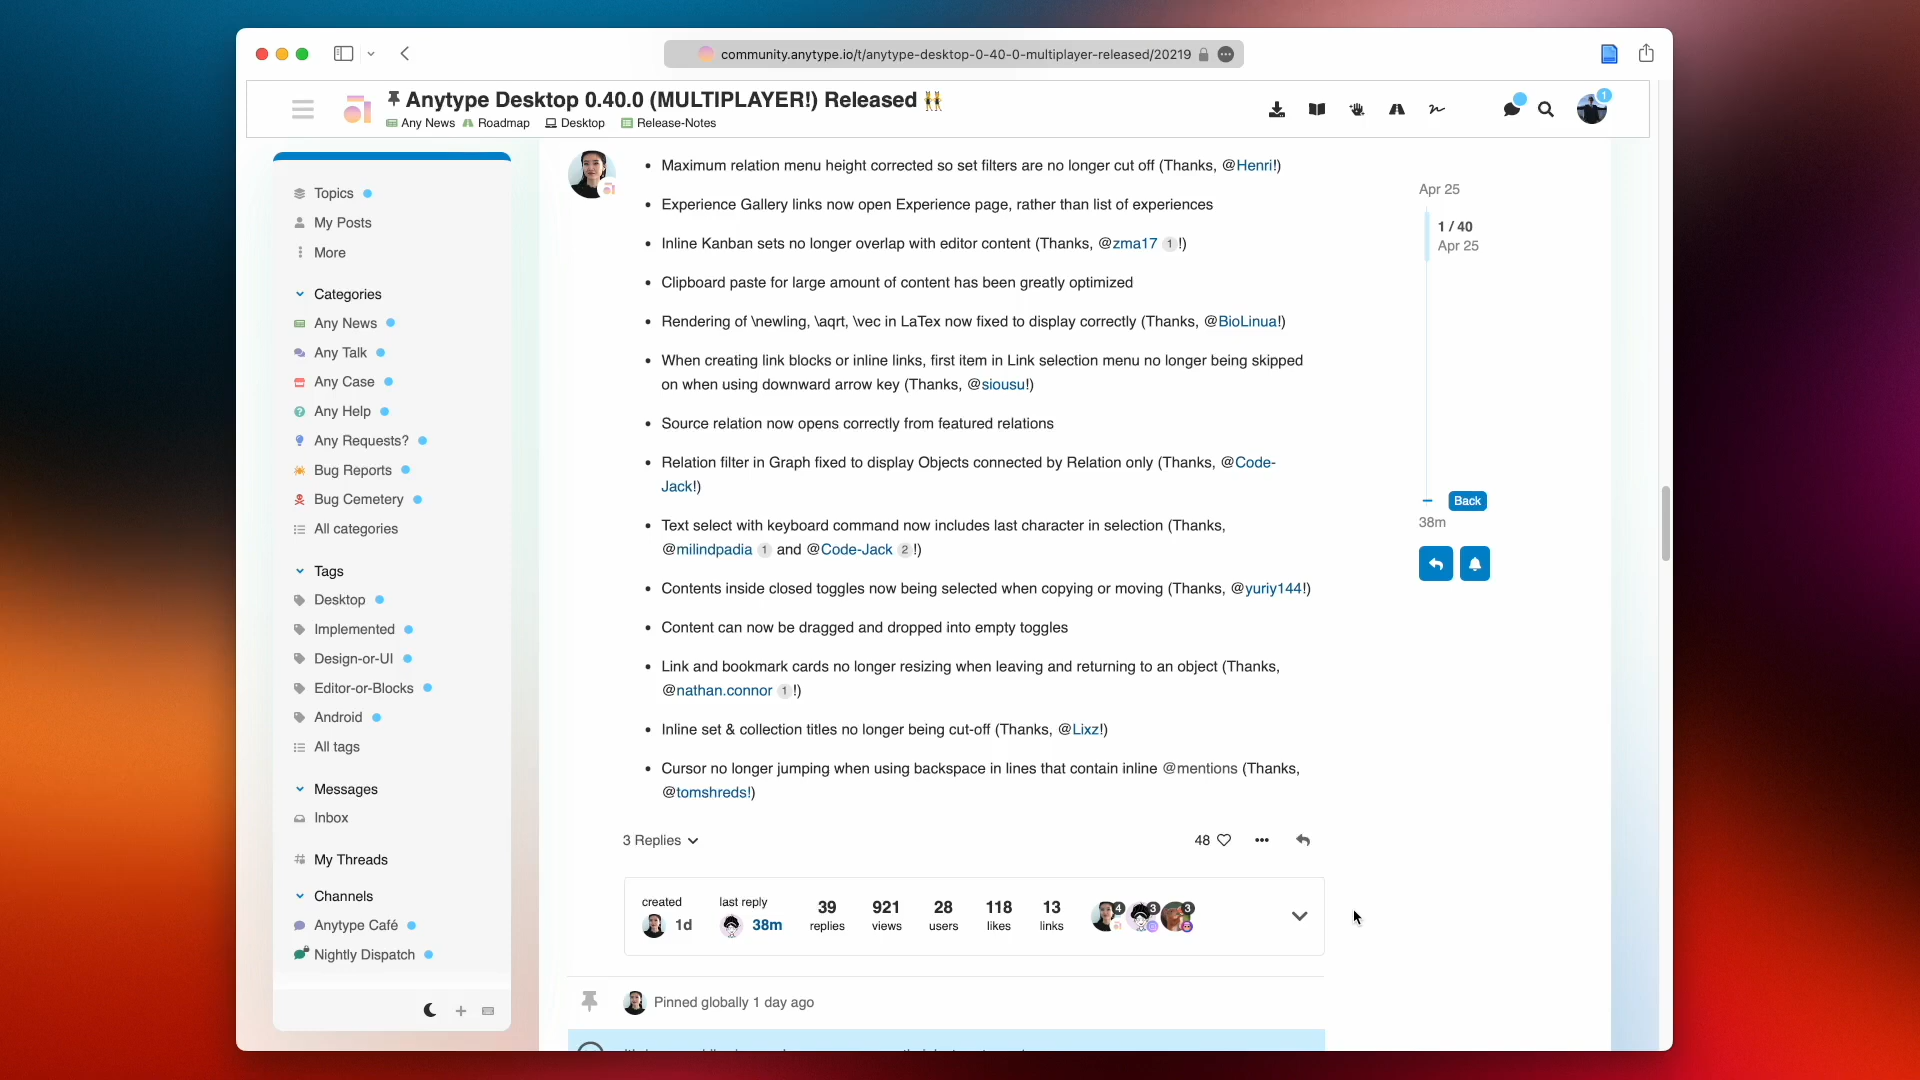 community.anytype.io/t/anytype-desktop-0-40-0-multiplayer-released/20219
Anytype Desktop 0.40.0 (MULTIPLAYER!) Released 👯
Any News Roadmap Desktop Release-Notes
1
Topics
My Posts
More
Categories
Any News
Any Talk
Any Case
Any Help
Any Requests?
Bug Reports
Bug Cemetery
All categories
Tags
Desktop
Implemented
Design-or-UI
Editor-or-Blocks
Android
All tags
Messages
Inbox
My Threads
Channels
Anytype Café
Nightly Dispatch
• Maximum relation menu height corrected so set filters are no longer cut off (Thanks, @Henri!)
• Experience Gallery links now open Experience page, rather than list of experiences
• Inline Kanban sets no longer overlap with editor content (Thanks, @zma17 1 !)
• Clipboard paste for large amount of content has been greatly optimized
• Rendering of \newling, \aqrt, \vec in LaTex now fixed to display correctly (Thanks, @BioLinua!)
• When creating link blocks or inline links, first item in Link selection menu no longer being skipped
on when using downward arrow key (Thanks, @siousu!)
• Source relation now opens correctly from featured relations
• Relation filter in Graph fixed to display Objects connected by Relation only (Thanks, @Code-
Jack!)
• Text select with keyboard command now includes last character in selection (Thanks,
@milindpadia 1 and @Code-Jack 2 !)
• Contents inside closed toggles now being selected when copying or moving (Thanks, @yuriy144!)
• Content can now be dragged and dropped into empty toggles
• Link and bookmark cards no longer resizing when leaving and returning to an object (Thanks,
@nathan.connor 1 !)
• Inline set & collection titles no longer being cut-off (Thanks, @Lixz!)
• Cursor no longer jumping when using backspace in lines that contain inline @mentions (Thanks,
@tomshreds!)
3 Replies 48
created last reply 39 921 28 118 13 4 3 3
1d 38m replies views users likes links
Pinned globally 1 day ago
Apr 25
1 / 40
Apr 25
Back
38m